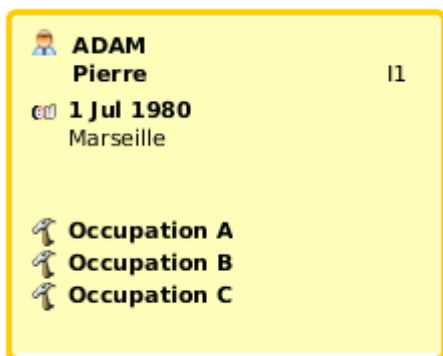 ADAM
Pierre I1
1 Jul 1980
Marseille
Occupation A
Occupation B
Occupation C